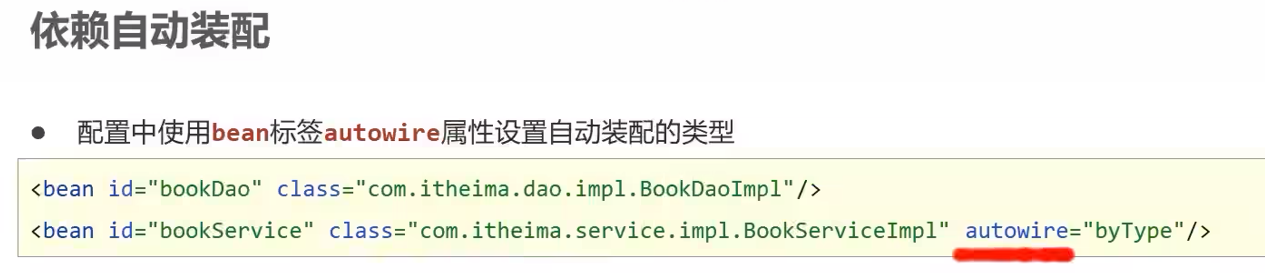 依赖自动装配
● 配置中使用bean标签autowire属性设置自动装配的类型
<bean id="bookDao" class="com.itheima.dao.impl.BookDaoImpl"/>
<bean id="bookService" class="com.itheima.service.impl.BookServiceImpl" autowire="byType"/>